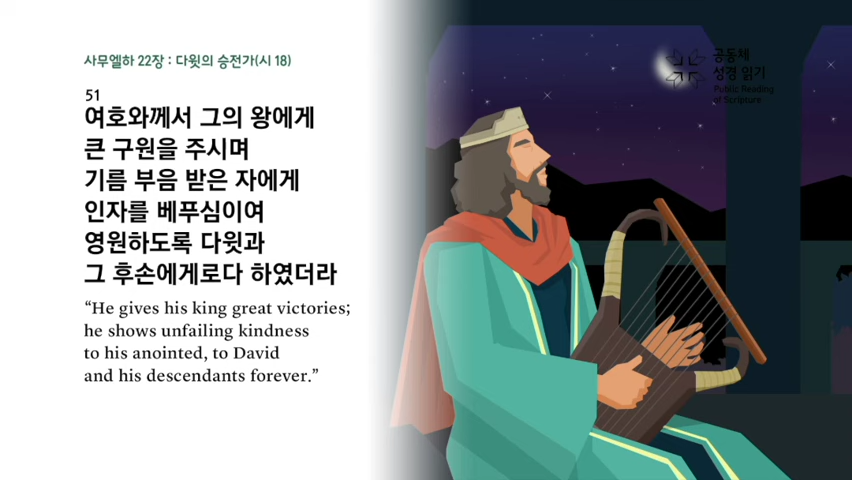 사무엘하 22장 : 다윗의 승전가(시 18)
51
여호와께서 그의 왕에게
큰 구원을 주시며
기름 부음 받은 자에게
인자를 베푸심이여
영원하도록 다윗과
그 후손에게로다 하였더라
“He gives his king great victories;
he shows unfailing kindness
to his anointed, to David
and his descendants forever.”
공동체
성경 읽기
Public Reading
of Scripture